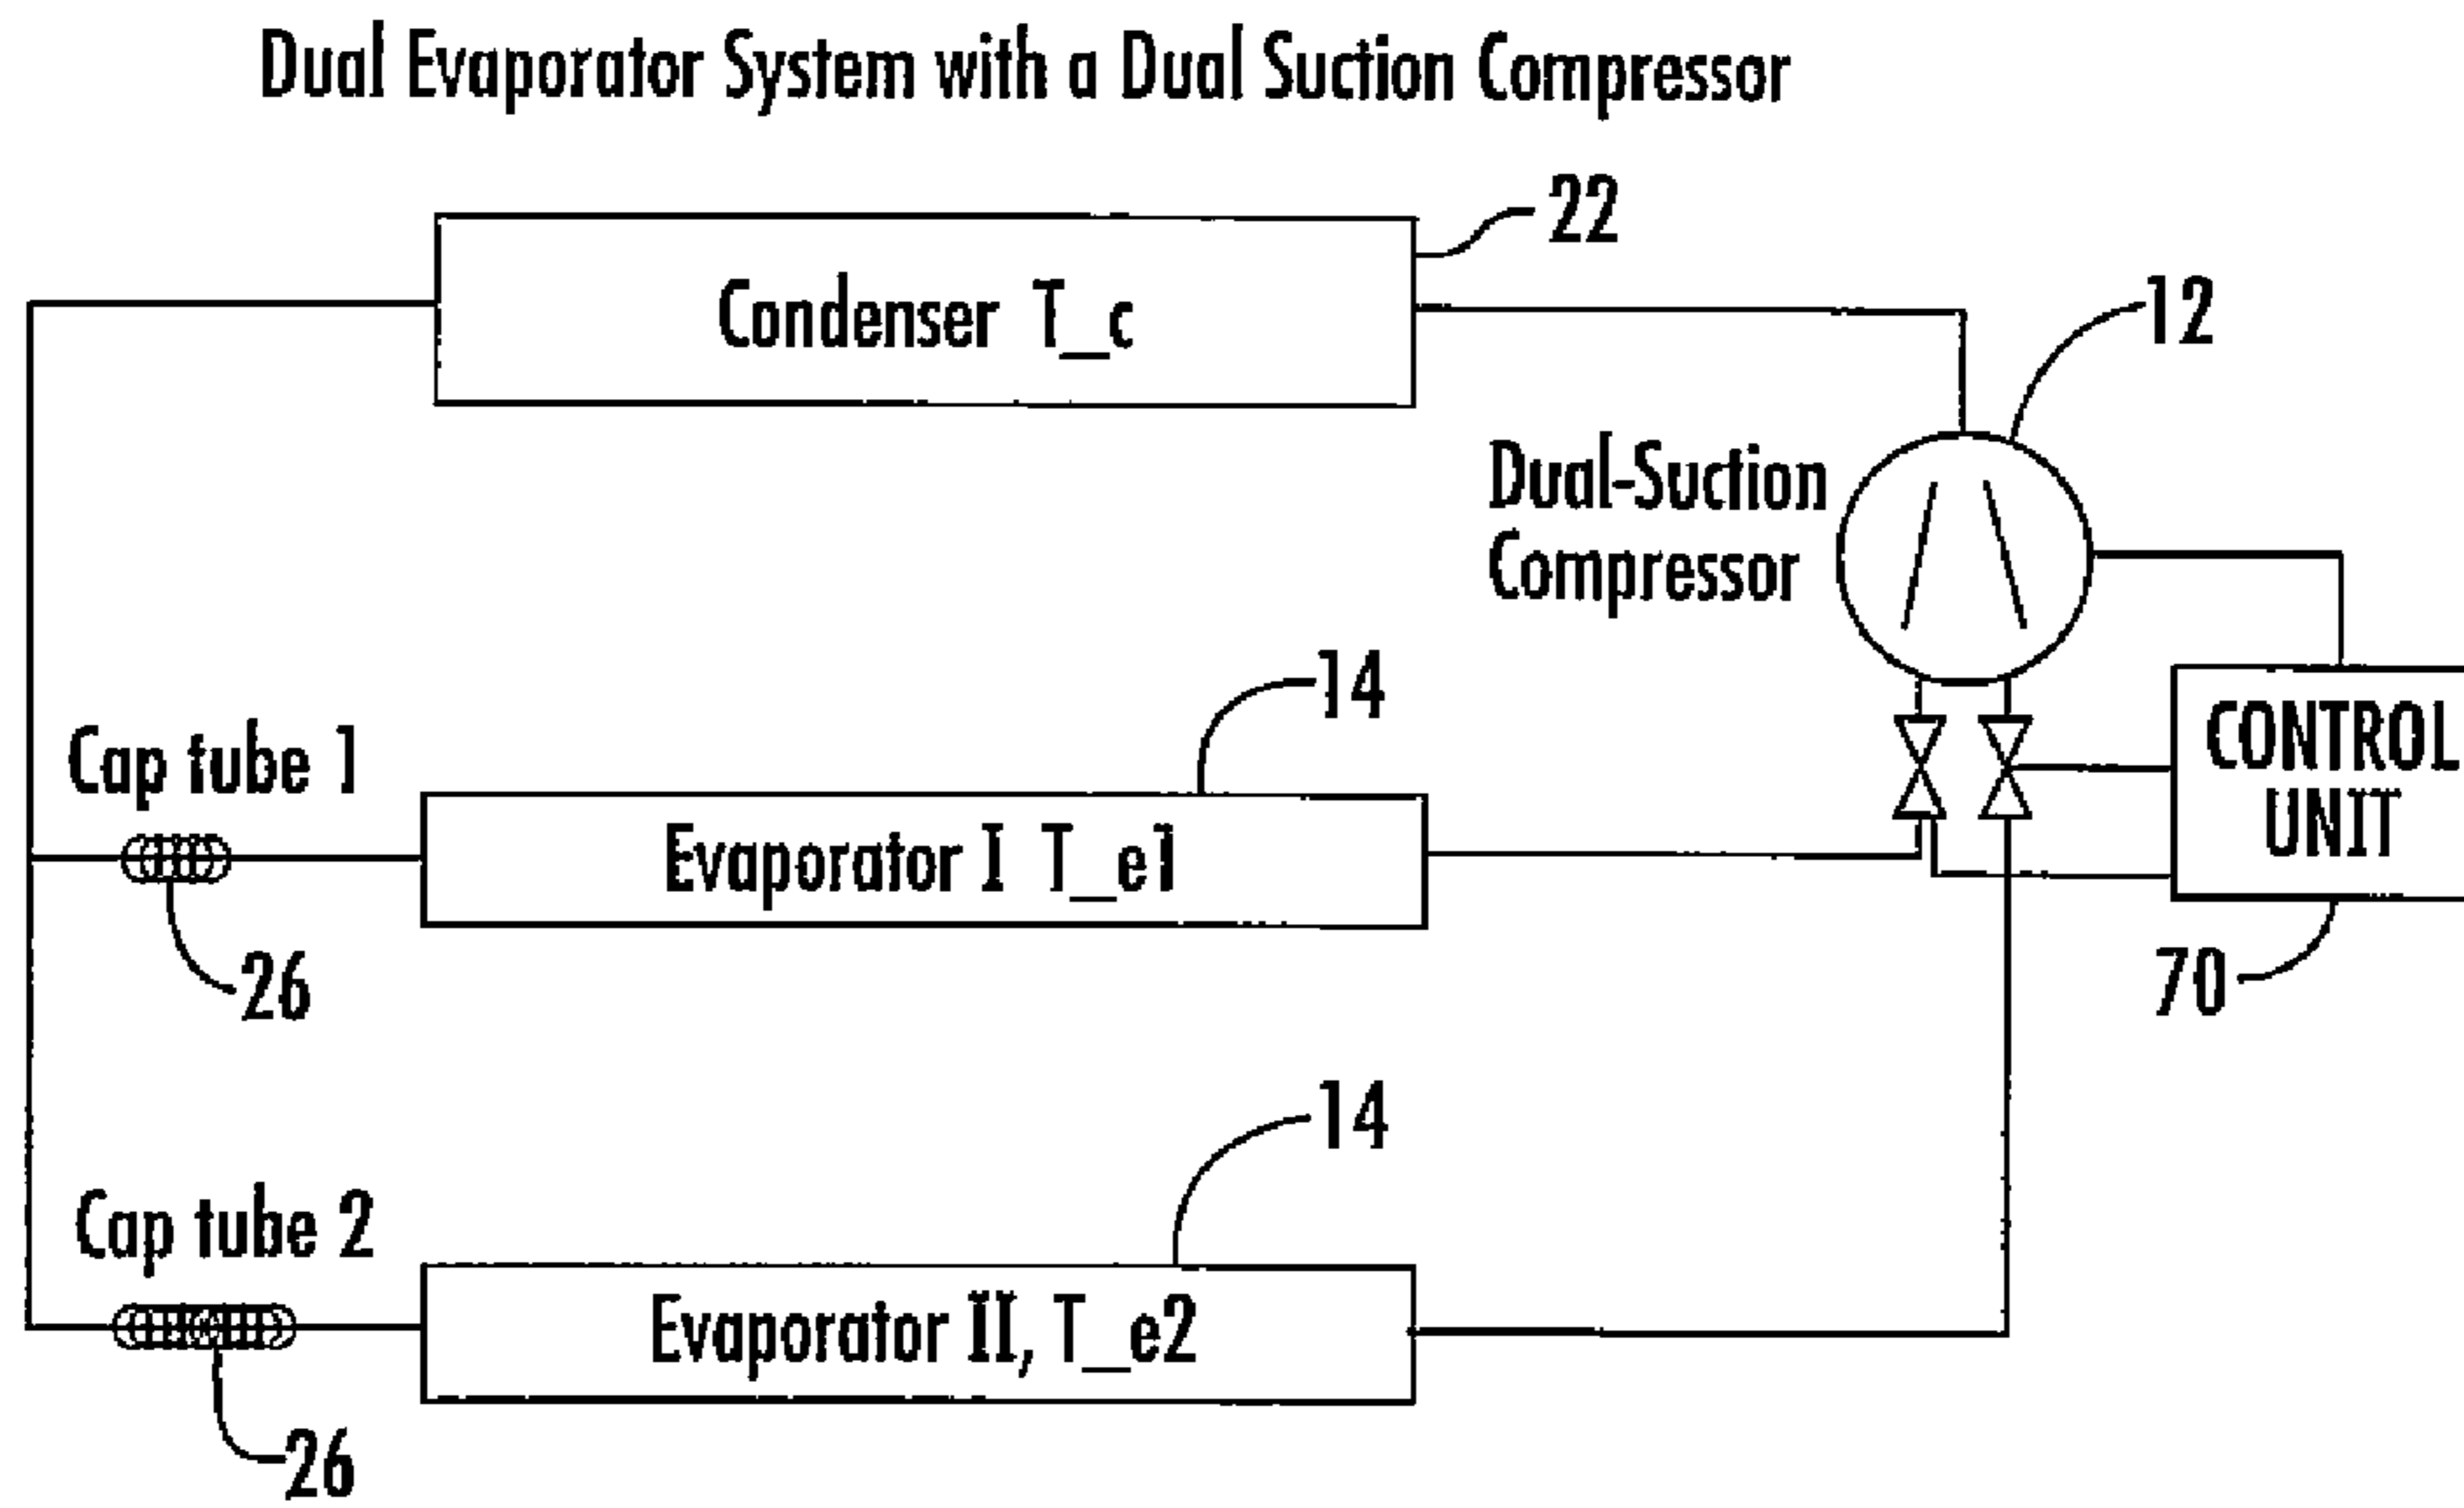 Dual Evaporator System with a Dual Suction Compressor
22
Condenser T_c
12
Dual-Suction
Compressor
14
CONTROL
UNIT
Cap tube 1
Evaporator I T_e1
26
70
14
Cap tube 2
Evaporator II, T_e2
26